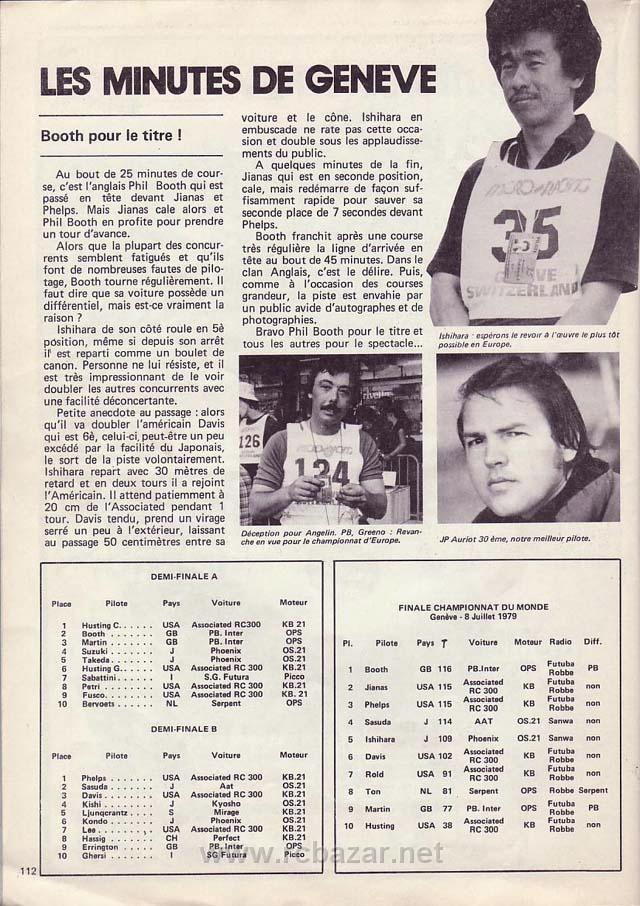 LES MINUTES DE GENEVE
Booth pour le titre !
Au bout de 25 minutes de cour-
se, c'est l'anglais Phil Booth qui est
passé en tête devant Jianas et
Phelps. Mais Jianas cale alors et
Phil Booth en profite pour prendre
un tour d'avance.
Alors que la plupart des concur-
rents semblent fatigués et qu'ils
font de nombreuses fautes de pilo-
tage, Booth tourne régulièrement. Il
faut dire que sa voiture possède un
différentiel, mais est-ce vraiment la
raison ?
Ishihara de son côté roule en 5è
position, même si depuis son arrêt
il est reparti comme un boulet de
canon. Personne ne lui résiste, et il
est très impressionnant de le voir
doubler les autres concurrents avec
une facilité déconcertante.
Petite anecdote au passage : alors
qu'il va doubler l'américain Davis
qui est 6è, celui-ci peut-être un peu
excédé par la facilité du Japonais,
le sort de la piste volontairement.
Ishihara repart avec 30 mètres de
retard et en deux tours il a rejoint
l'Américain. Il attend patiemment à
20 cm de l'Associated pendant 1
tour. Davis tendu, prend un virage
serré un peu à l'extérieur, laissant
au passage 50 centimètres entre sa
voiture et le cône. Ishihara en
embuscade ne rate pas cette occa-
sion et double sous les applaudisse-
ments du public.
A quelques minutes de la fin,
Jianas qui est en seconde position,
cale, mais redémarre de façon suf-
fisamment rapide pour sauver sa
seconde place de 7 secondes devant
Phelps.
Booth franchit après une course
très régulière la ligne d'arrivée en
tête au bout de 45 minutes. Dans le
clan Anglais, c'est le délire. Puis,
comme à l'occasion des courses
grandeur, la piste est envahie par
un public avide d'autographes et de
photographies.
Bravo Phil Booth pour le titre et
tous les autres pour le spectacle...
35
SWITZERLAND
Ishihara : espérons le revoir à l'œuvre le plus tôt
possible en Europe.
126
124
Déception pour Angelin. PB, Greeno : Revan-
che en vue pour le championnat d'Europe.
JP Auriot 30 ème, notre meilleur pilote.
DEMI-FINALE A
Place Pilote Pays Voiture Moteur
1 Husting C. . . . . . USA Associated RC300 KB 21
2 Booth . . . . . . . GB PB. Inter OPS
3 Martin . . . . . . . GB PB. Inter OPS
4 Suzuki . . . . . . . J Phoenix OS.21
5 Takeda . . . . . . . J Phoenix OS.21
6 Husting G. . . . . . USA Associated RC 300 KB.21
7 Sabattini . . . . . . I S.G. Futura Picco
8 Petri . . . . . . . . USA Associated RC 300 KB.21
9 Fusco. . . . . . . . USA Associated RC 300 KB. 21
10 Bervoets . . . . . . NL Serpent OPS
DEMI-FINALE B
Place Pilote Pays Voiture Moteur
1 Phelps . . . . . . . USA Associated RC 300 KB.21
2 Sasuda . . . . . . . J Aat OS.21
3 Davis . . . . . . . . USA Associated RC 300 KB.21
4 Kishi . . . . . . . . J Kyosho OS.21
5 Ljungcrantz . . . . S Mirage KB.21
6 Kondo . . . . . . . J Phoenix OS.21
7 Lee . . . . . . . . USA Associated RC 300 KB.21
8 Hassig . . . . . . . CH Perfect KB.21
9 Errington . . . . . GB PB. Inter OPS
10 Ghersi . . . . . . . I SG Futura Picco
FINALE CHAMPIONNAT DU MONDE
Genève - 8 Juillet 1979
Pl. Pilote Pays T Voiture Moteur Radio Diff.
1 Booth GB 116 PB.Inter OPS Futuba Robbe PB
2 Jianas USA 115 Associated RC 300 KB Futuba Robbe non
3 Phelps USA 115 Associated RC 300 KB Futuba Robbe non
4 Sasuda J 114 AAT OS.21 Sanwa non
5 Ishihara J 109 Phoenix OS.21 Sanwa non
6 Davis USA 102 Associated RC 300 KB Futuba Robbe non
7 Rold USA 91 Associated RC 300 KB Futuba Robbe non
8 Ton NL 81 Serpent OPS Robbe Serpent
9 Martin GB 77 PB. Inter OPS Futuba Robbe PB
10 Husting USA 38 Associated RC 300 KB Futuba Robbe non
www.rcbazar.net
112